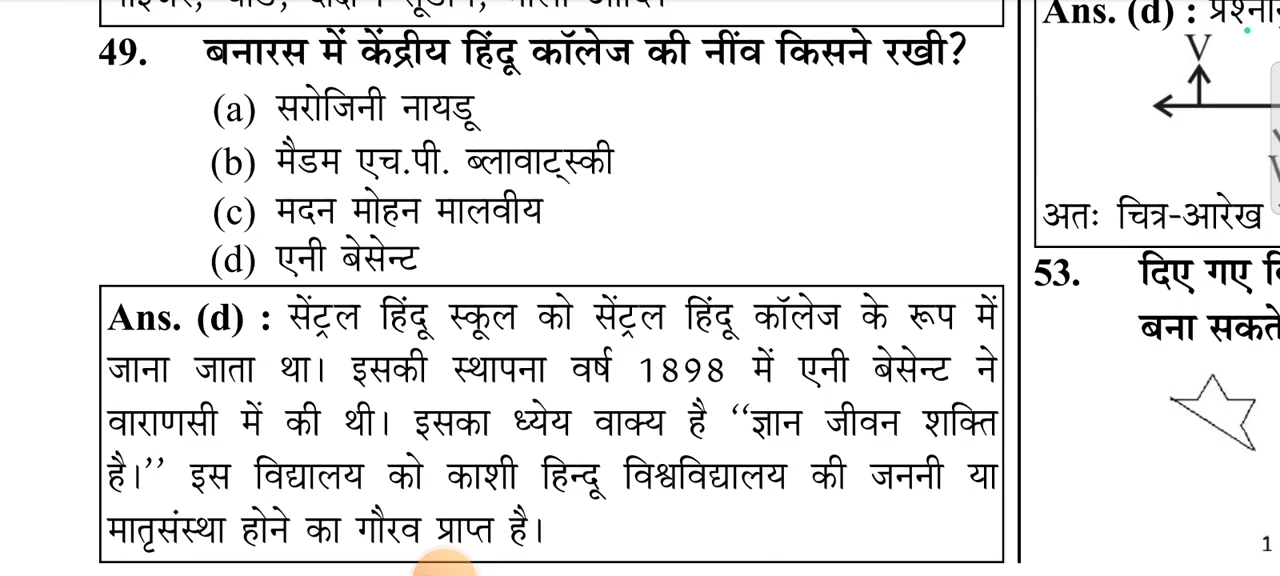 49. बनारस में केंद्रीय हिंदू कॉलेज की नींव किसने रखी?
(a) सरोजिनी नायडू
(b) मैडम एच.पी. ब्लावाट्स्की
(c) मदन मोहन मालवीय
(d) एनी बेसेन्ट
Ans. (d) : सेंट्रल हिंदू स्कूल को सेंट्रल हिंदू कॉलेज के रूप में
जाना जाता था। इसकी स्थापना वर्ष 1898 में एनी बेसेन्ट ने
वाराणसी में की थी। इसका ध्येय वाक्य है ‘‘ज्ञान जीवन शक्ति
है।’’ इस विद्यालय को काशी हिन्दू विश्वविद्यालय की जननी या
मातृसंस्था होने का गौरव प्राप्त है।
Ans. (d) :
V
अतः चित्र-आरेख
53. दिए गए
बना सकते
1